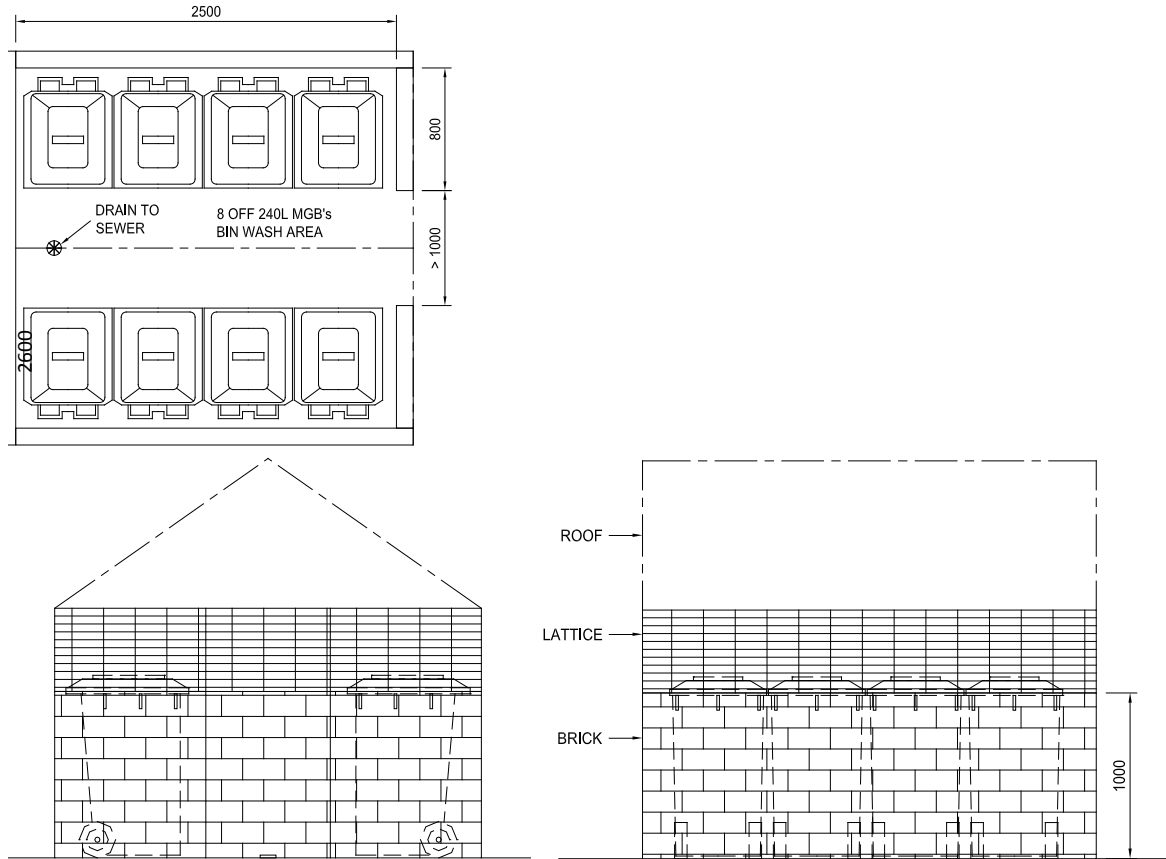 2500
800
DRAIN TO
SEWER
8 OFF 240L MGB's
BIN WASH AREA
> 1000
2600
ROOF
LATTICE
BRICK
1000